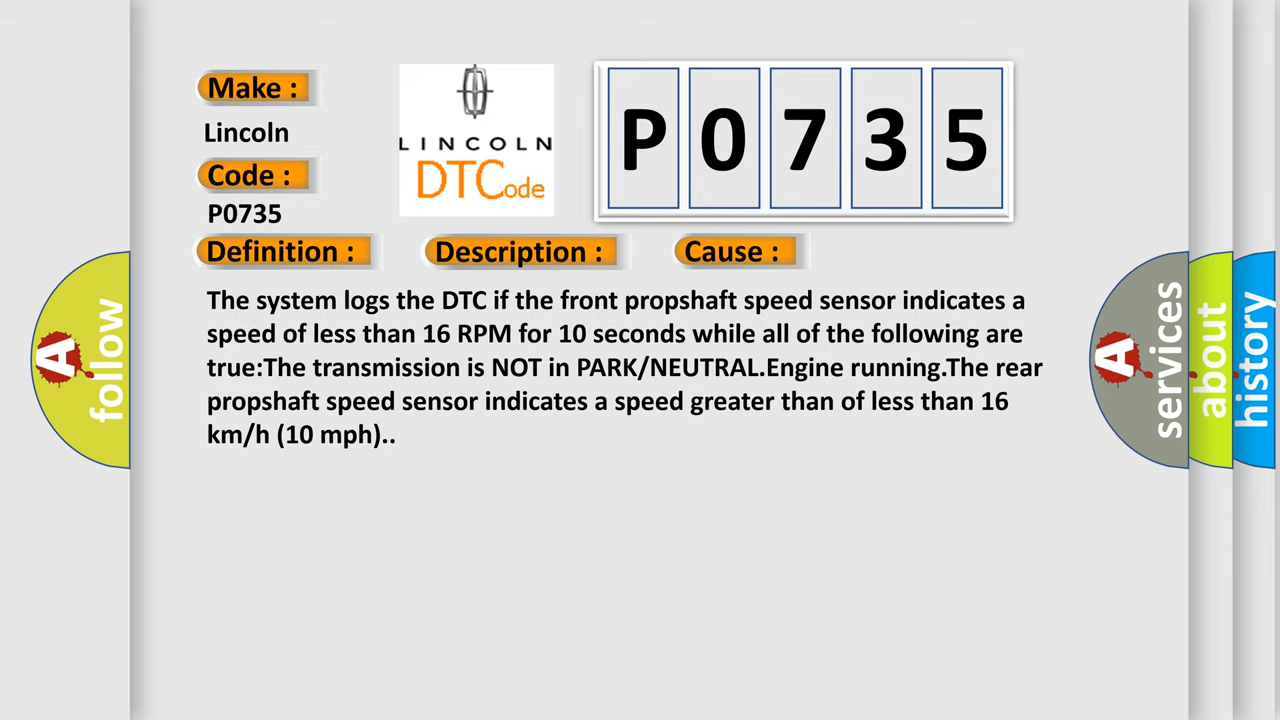 Make :
Lincoln
Code :
P0735
LINCOLN
DTCode
P0735
Definition :
Description :
Cause :
The system logs the DTC if the front propshaft speed sensor indicates a
speed of less than 16 RPM for 10 seconds while all of the following are
true:The transmission is NOT in PARK/NEUTRAL.Engine running.The rear
propshaft speed sensor indicates a speed greater than of less than 16
km/h (10 mph)..
A follow
A services
about
history